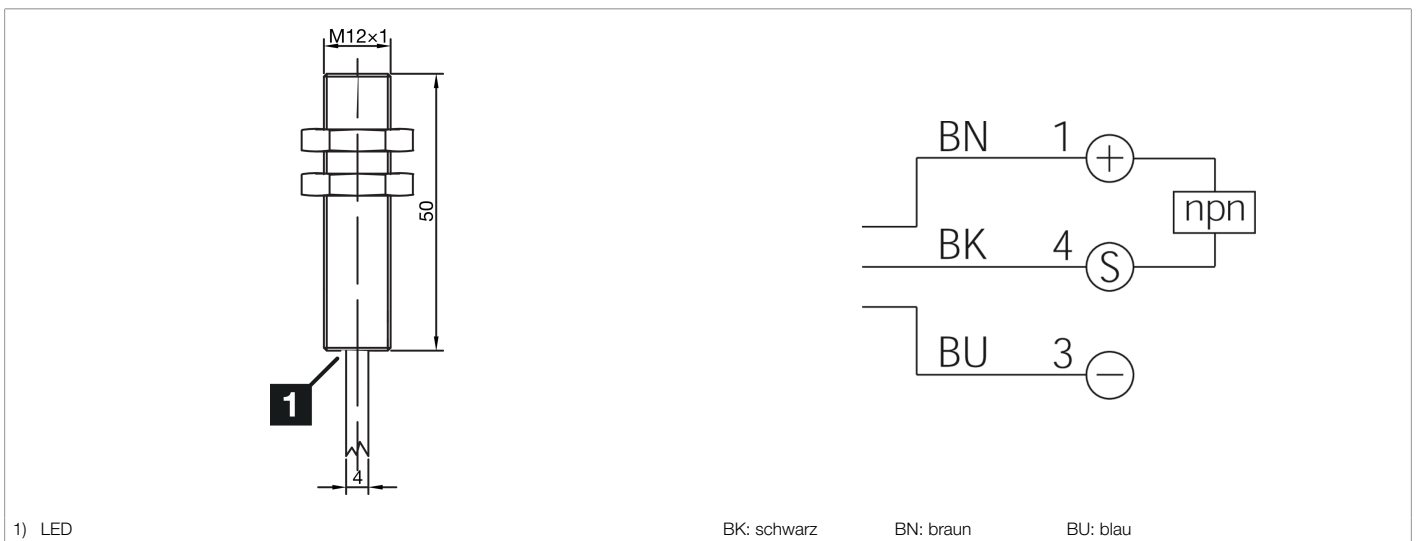 M12×1
50
1
4
BN 1 +
npn
BK 4 S
BU 3 −
1) LED
BK: schwarz BN: braun BU: blau